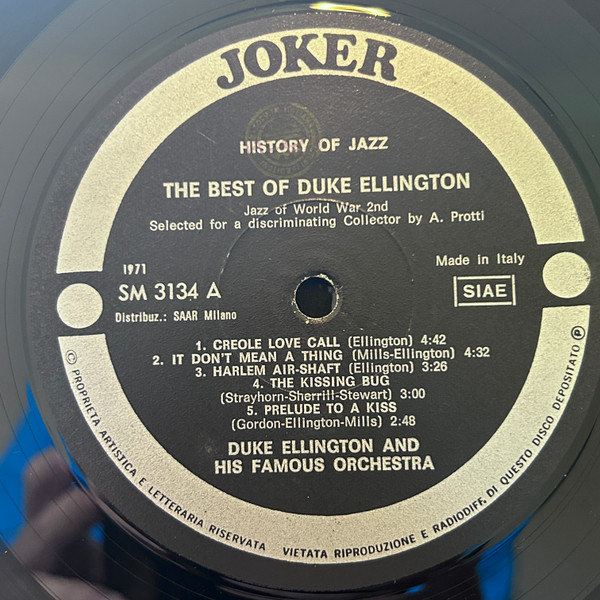 JOKER
HISTORY OF JAZZ
THE BEST OF DUKE ELLINGTON
Jazz of World War 2nd
Selected for a discriminating Collector by A. Protti
1971
Made in Italy
SM 3134 A
SIAE
Distribuz.: SAAR Milano
1. CREOLE LOVE CALL (Ellington) 4:42
2. IT DON'T MEAN A THING (Mills-Ellington) 4:32
3. HARLEM AIR-SHAFT (Ellington) 3:26
4. THE KISSING BUG
(Strayhorn-Sherrill-Stewart) 3:00
5. PRELUDE TO A KISS
(Gordon-Ellington-Mills) 2:48
DUKE ELLINGTON AND
HIS FAMOUS ORCHESTRA
© PROPRIETA ARTISTICA E LETTERARIA RISERVATA VIETATA RIPRODUZIONE E RADIODIFF. DI QUESTO DISCO DEPOSITATO ℗